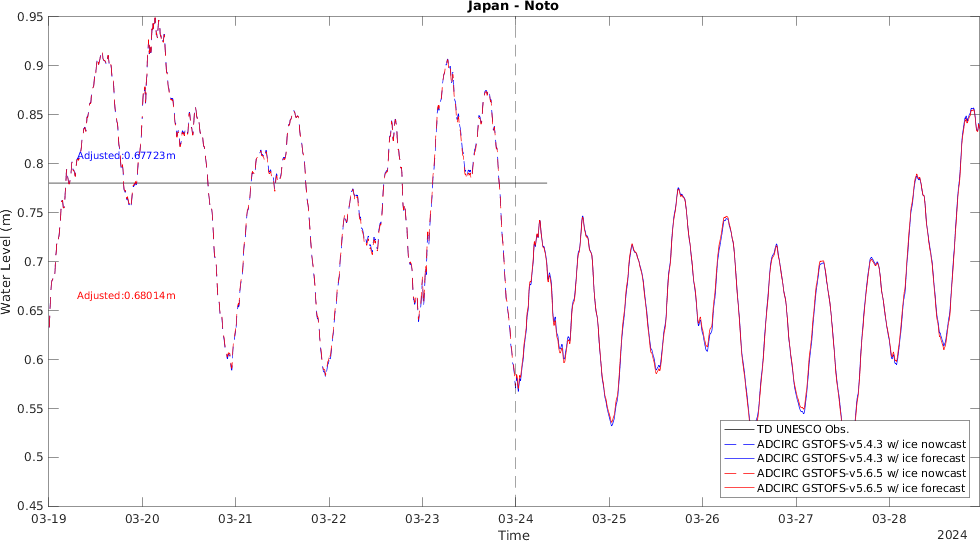 Japan - Noto
Water Level (m)
0.95
0.9
0.85
0.8
0.75
0.7
0.65
0.6
0.55
0.5
0.45
Adjusted:0.67723m
Adjusted:0.68014m
TD UNESCO Obs.
ADCIRC GSTOFS-v5.4.3 w/ ice nowcast
ADCIRC GSTOFS-v5.4.3 w/ ice forecast
ADCIRC GSTOFS-v5.6.5 w/ ice nowcast
ADCIRC GSTOFS-v5.6.5 w/ ice forecast
03-19 03-20 03-21 03-22 03-23 03-24 03-25 03-26 03-27 03-28
Time
2024